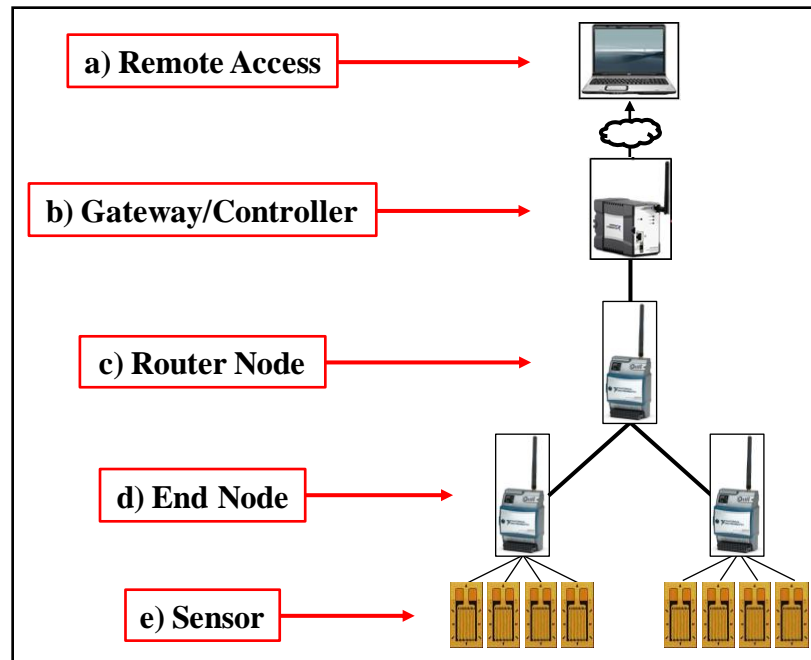 a) Remote Access
b) Gateway/Controller
c) Router Node
d) End Node
e) Sensor